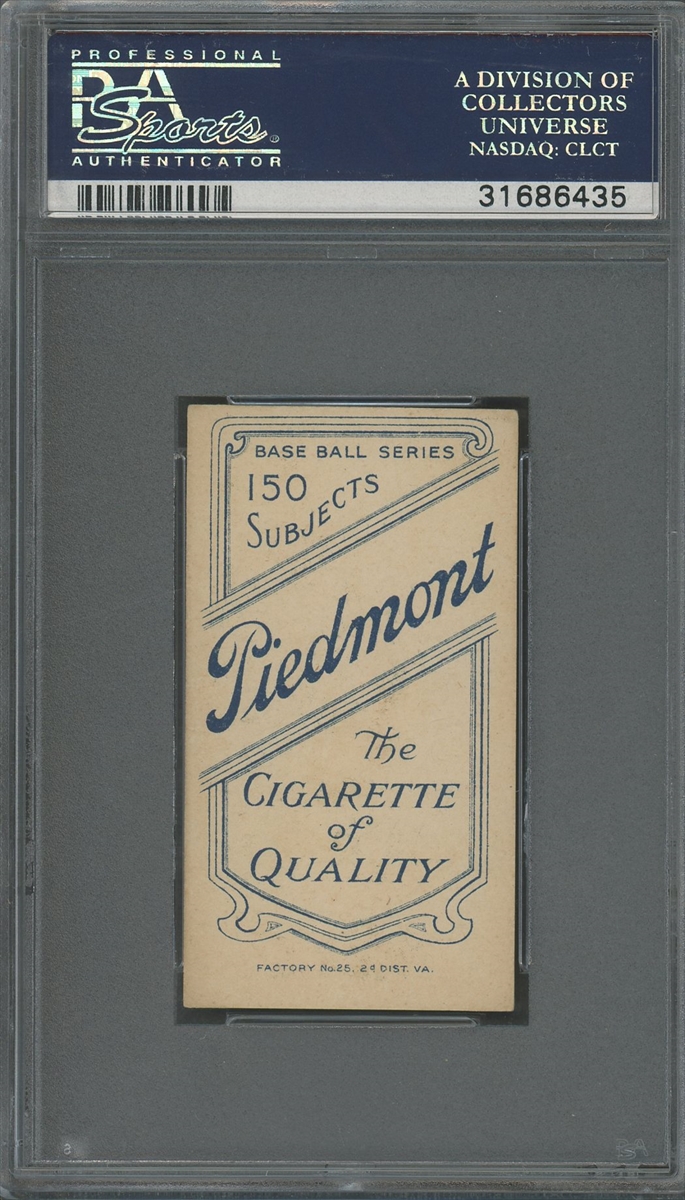 PROFESSIONAL
PSA
Sports
AUTHENTICATOR
A DIVISION OF
COLLECTORS
UNIVERSE
NASDAQ: CLCT
31686435
BASE BALL SERIES
150
SUBJECTS
Piedmont
The
CIGARETTE
of
QUALITY
FACTORY No. 25, 2d DIST. VA.
PSA